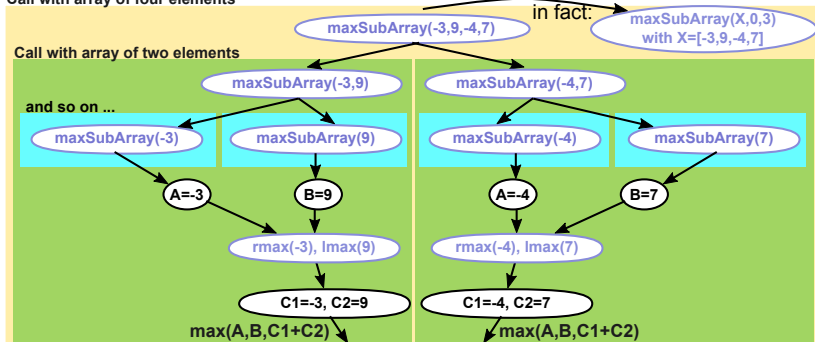 Call with array of four elements
in fact:
maxSubArray(X,0,3)
with X=[-3,9,-4,7]
maxSubArray(-3,9,-4,7)
Call with array of two elements
maxSubArray(-3,9)
maxSubArray(-4,7)
and so on ...
maxSubArray(-3)
maxSubArray(9)
maxSubArray(-4)
maxSubArray(7)
A=-3
B=9
A=-4
B=7
rmax(-3), lmax(9)
rmax(-4), lmax(7)
C1=-3, C2=9
C1=-4, C2=7
max(A,B,C1+C2)
max(A,B,C1+C2)